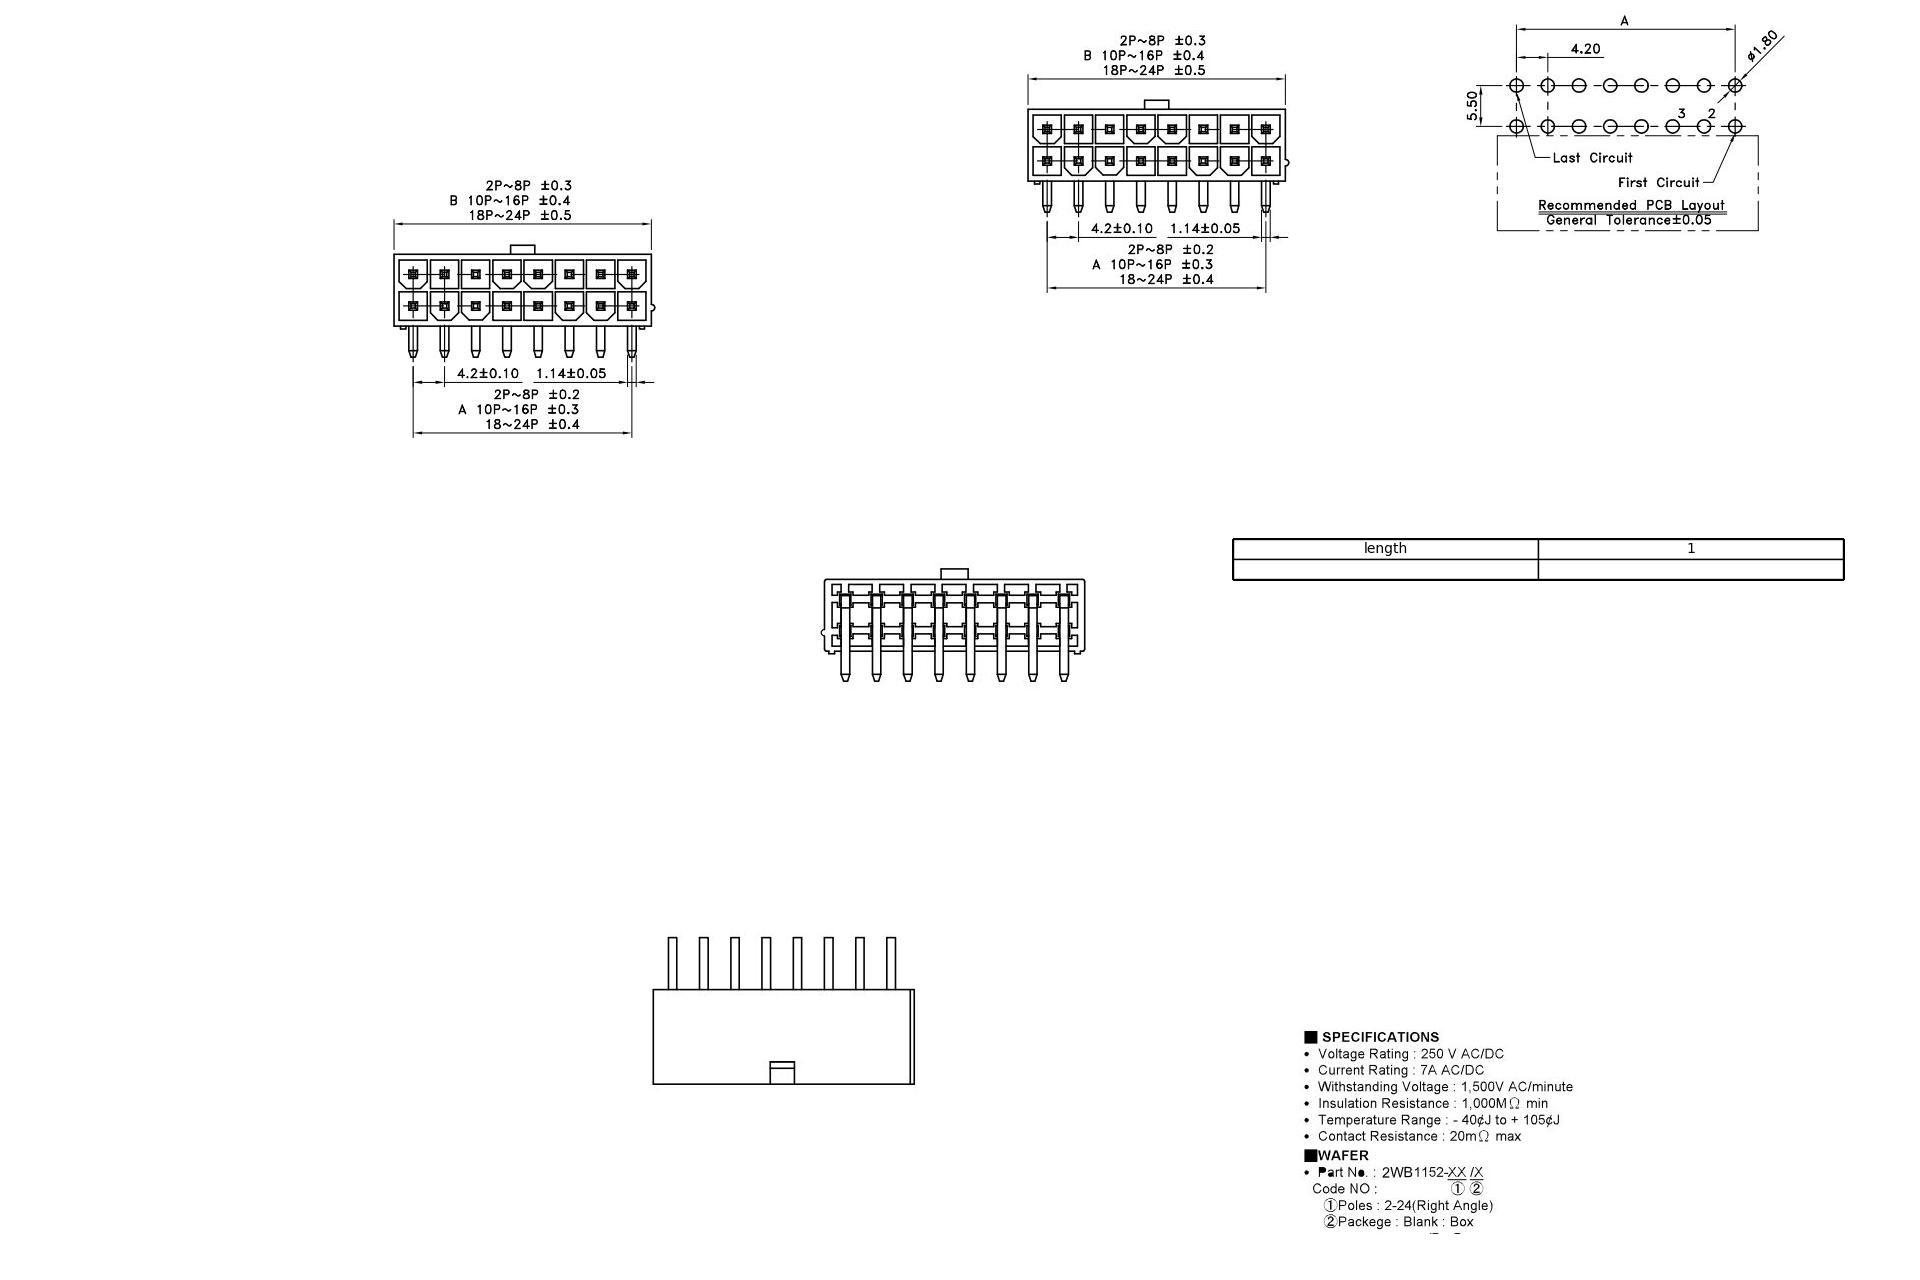 2P~8P ±0.3
B 10P~16P ±0.4
18P~24P ±0.5
4.2±0.10 1.14±0.05
2P~8P ±0.2
A 10P~16P ±0.3
18~24P ±0.4
2P~8P ±0.3
B 10P~16P ±0.4
18P~24P ±0.5
4.2±0.10 1.14±0.05
2P~8P ±0.2
A 10P~16P ±0.3
18~24P ±0.4
A
4.20
ø1.80
5.50
3 2
Last Circuit
First Circuit
Recommended PCB Layout
General Tolerance±0.05
length 1
■ SPECIFICATIONS
• Voltage Rating : 250 V AC/DC
• Current Rating : 7A AC/DC
• Withstanding Voltage : 1,500V AC/minute
• Insulation Resistance : 1,000MΩ min
• Temperature Range : - 40¢J to + 105¢J
• Contact Resistance : 20mΩ max
■WAFER
• Part No. : 2WB1152-XX /X
Code NO : ① ②
①Poles : 2-24(Right Angle)
②Packege : Blank : Box